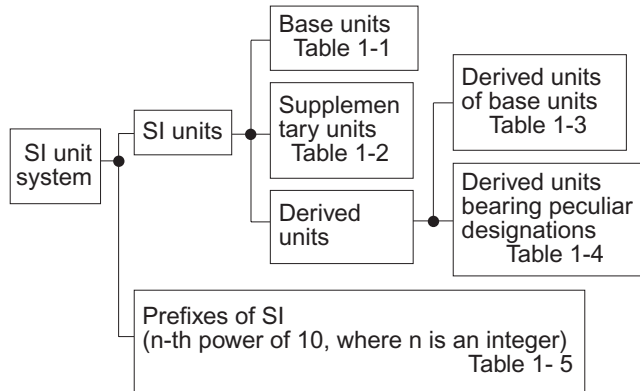 SI unit
system
SI units
Base units
Table 1-1
Supplemen
tary units
Table 1-2
Derived
units
Derived units
of base units
Table 1-3
Derived units
bearing peculiar
designations
Table 1-4
Prefixes of SI
(n-th power of 10, where n is an integer)
Table 1- 5